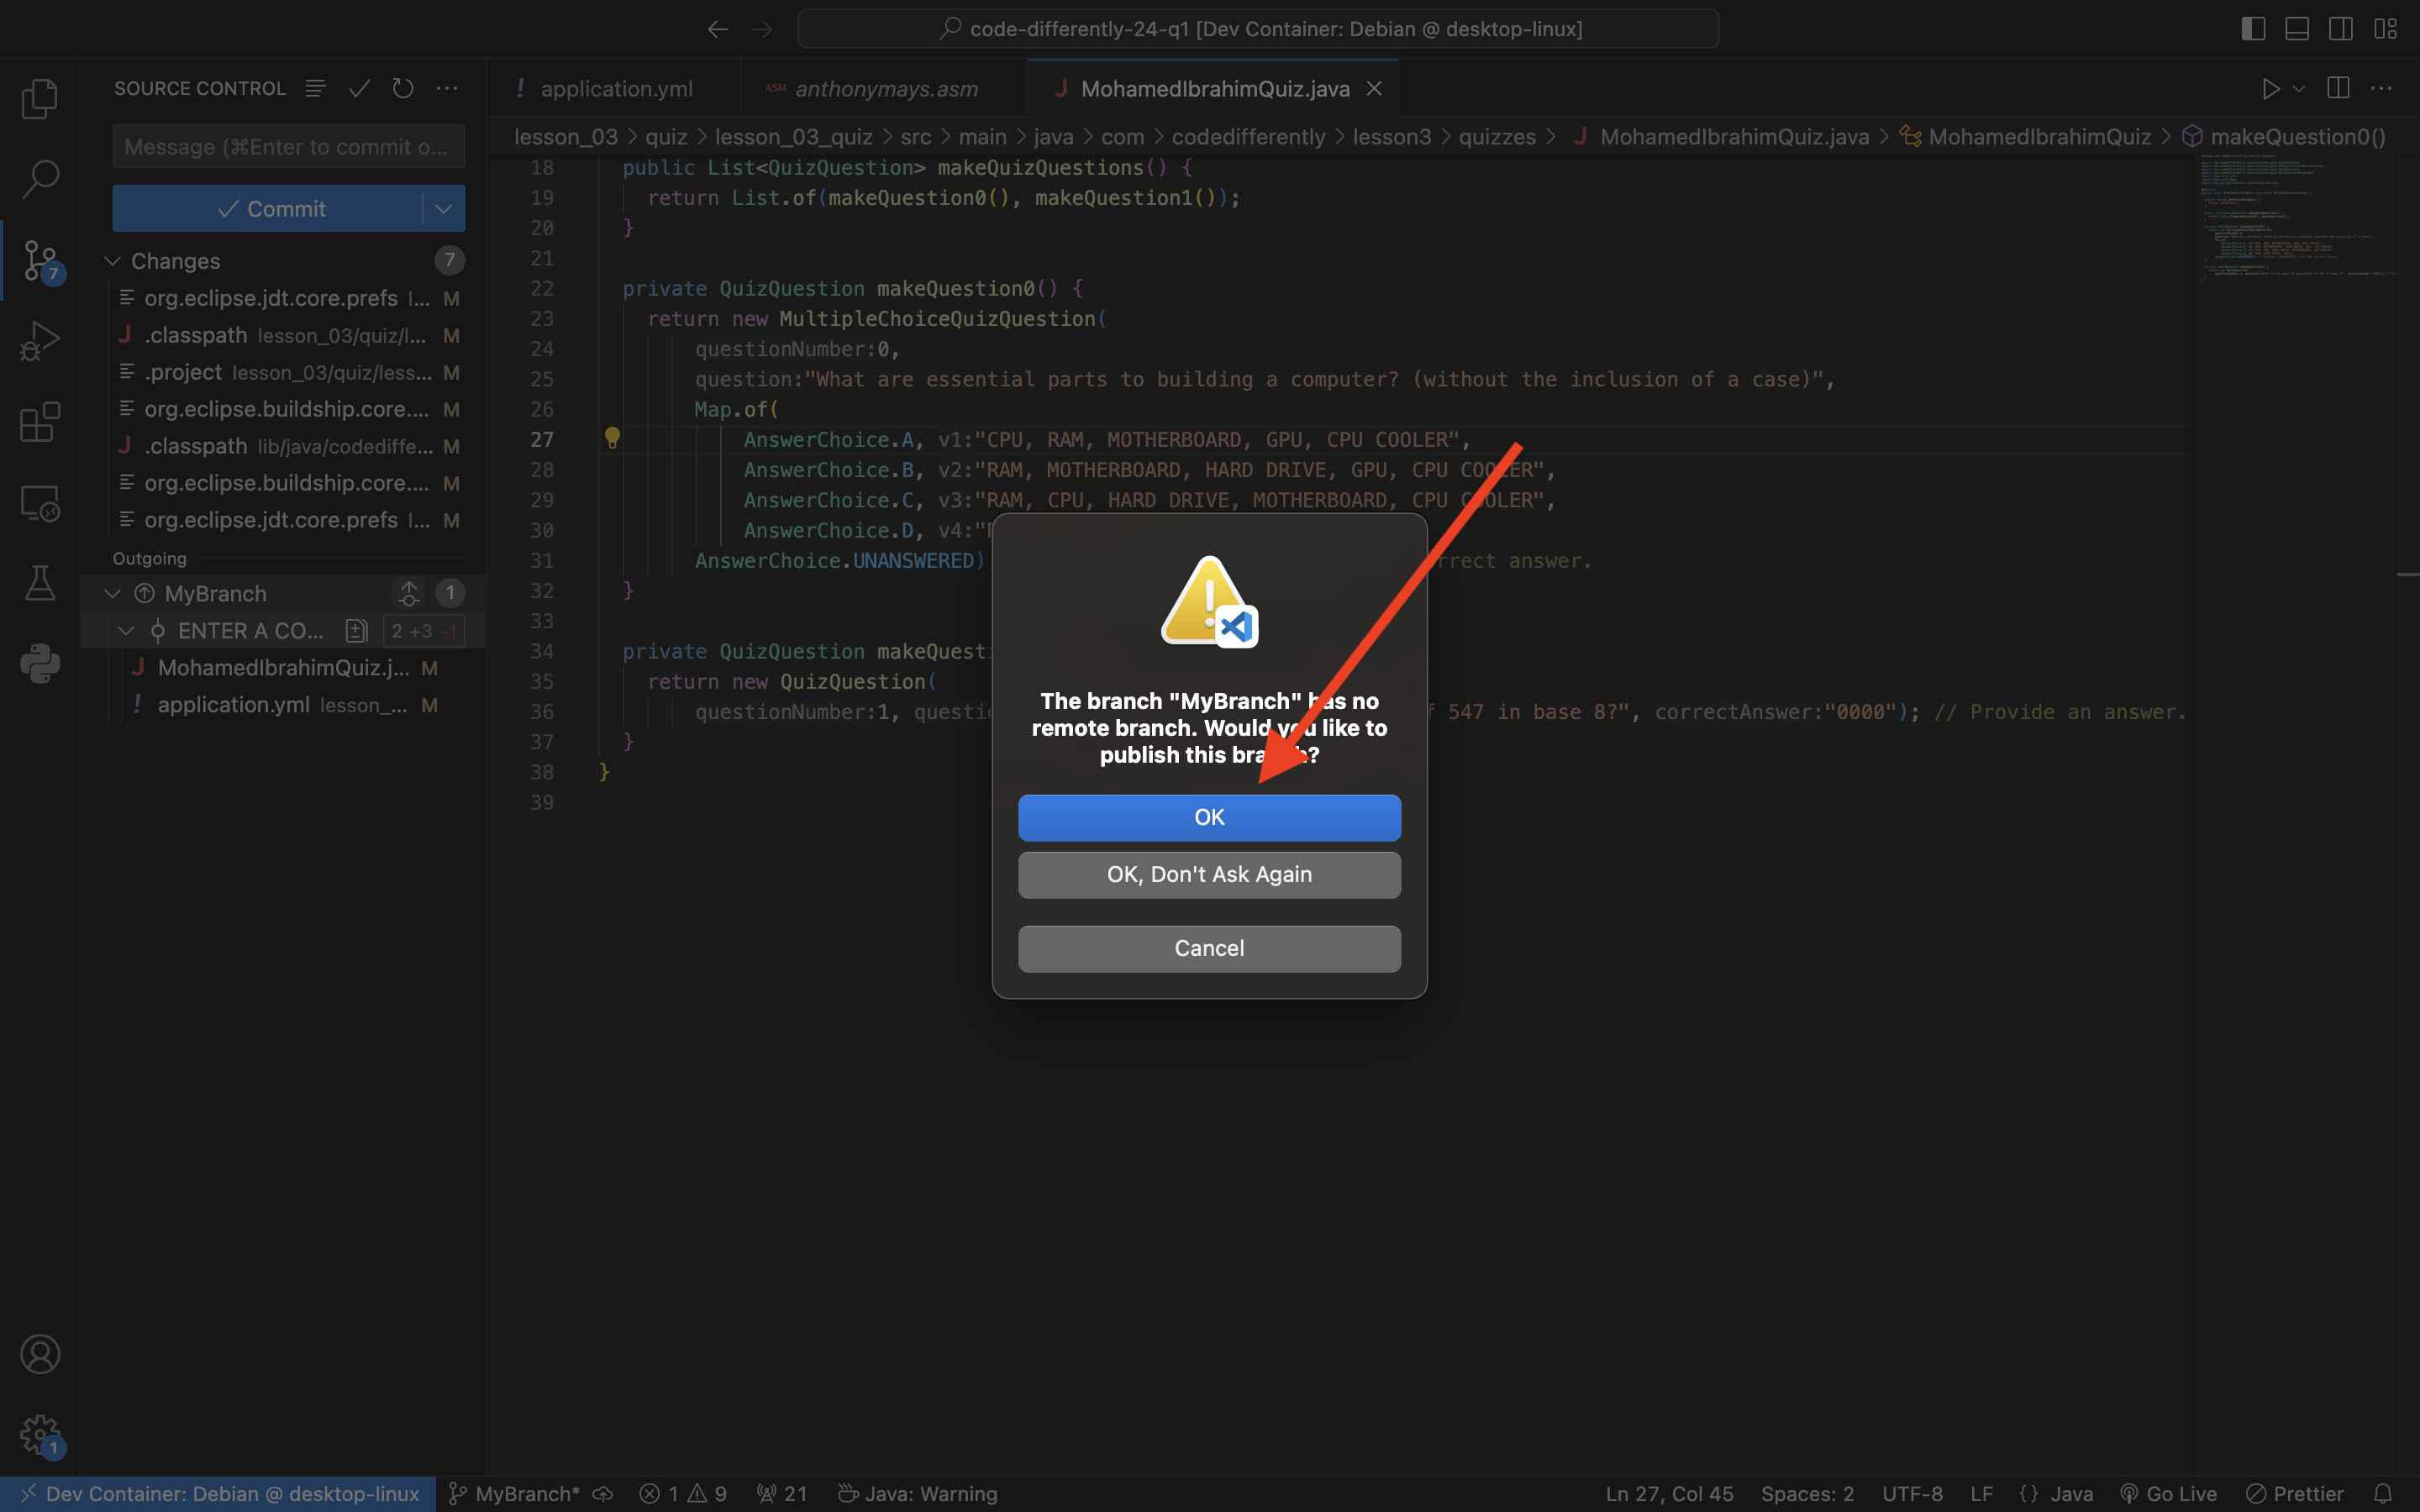 code-differently-24-q1 [Dev Container: Debian @ desktop-linux]
SOURCE CONTROL
Message (⌘Enter to commit o...
Commit
Changes 7
org.eclipse.jdt.core.prefs l... M
J .classpath lesson_03/quiz/l... M
.project lesson_03/quiz/less... M
org.eclipse.buildship.core.... M
J .classpath lib/java/codediffe... M
org.eclipse.buildship.core.... M
org.eclipse.jdt.core.prefs l... M
Outgoing
MyBranch 1
ENTER A CO... 2 +3 -1
J MohamedIbrahimQuiz.j... M
! application.yml lesson_... M
7
1
! application.yml
ASM anthonymays.asm
J MohamedIbrahimQuiz.java
lesson_03 > quiz > lesson_03_quiz > src > main > java > com > codedifferently > lesson3 > quizzes > J MohamedIbrahimQuiz.java > MohamedIbrahimQuiz > makeQuestion0()
18 public List<QuizQuestion> makeQuizQuestions() {
19 return List.of(makeQuestion0(), makeQuestion1());
20 }
21
22 private QuizQuestion makeQuestion0() {
23 return new MultipleChoiceQuizQuestion(
24 questionNumber:0,
25 question:"What are essential parts to building a computer? (without the inclusion of a case)",
26 Map.of(
27 AnswerChoice.A, v1:"CPU, RAM, MOTHERBOARD, GPU, CPU COOLER",
28 AnswerChoice.B, v2:"RAM, MOTHERBOARD, HARD DRIVE, GPU, CPU COOLER",
29 AnswerChoice.C, v3:"RAM, CPU, HARD DRIVE, MOTHERBOARD, CPU COOLER",
30 AnswerChoice.D, v4:"
31 AnswerChoice.UNANSWERED) rrect answer.
32 }
33
34 private QuizQuestion makeQuest
35 return new QuizQuestion(
36 questionNumber:1, questi f 547 in base 8?", correctAnswer:"0000"); // Provide an answer.
37 }
38 }
39
The branch "MyBranch" has no
remote branch. Would you like to
publish this branch?
OK
OK, Don't Ask Again
Cancel
Dev Container: Debian @ desktop-linux MyBranch* 1 9 21 Java: Warning Ln 27, Col 45 Spaces: 2 UTF-8 LF {} Java Go Live Prettier